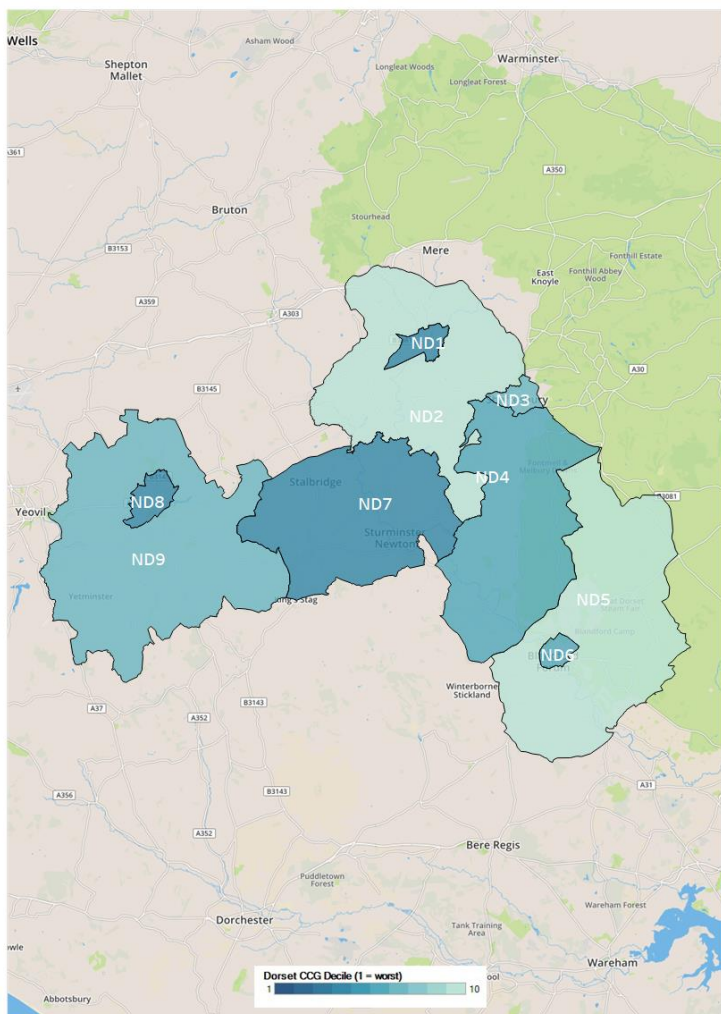 Wells
Asham Wood
Longleat Woods
Warminster
Shepton
Mallet
Longleat Forest
A361
A350
Bruton
Stourhead
B3153
Mere
Fonthill Estate
East
Knoyle
Fonthill Abbey
Wood
A359
A303
ND1
A30
B3145
ND3
ND2
Stalbridge
ND4
B3081
Yeovil
ND8
ND7
Sturminster
Newton
ND9
Yetminster
ND5
Blandford Camp
ND6
Winterborne
Stickland
A37
A352
B3143
A31
A356
B3143
A352
Bere Regis
Puddletown
Forest
Dorchester
Wareham Forest
Tank Training
Area
Wareham
Abbotsbury
Dorset CCG Decile (1 = worst)
1 10